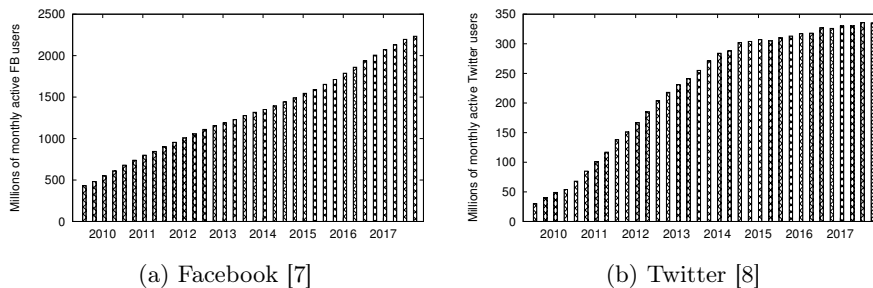 Millions of monthly active FB users
2500
2000
1500
1000
500
0
2010 2011 2012 2013 2014 2015 2016 2017
(a) Facebook [7]
Millions of monthly active Twitter users
350
300
250
200
150
100
50
0
2010 2011 2012 2013 2014 2015 2016 2017
(b) Twitter [8]